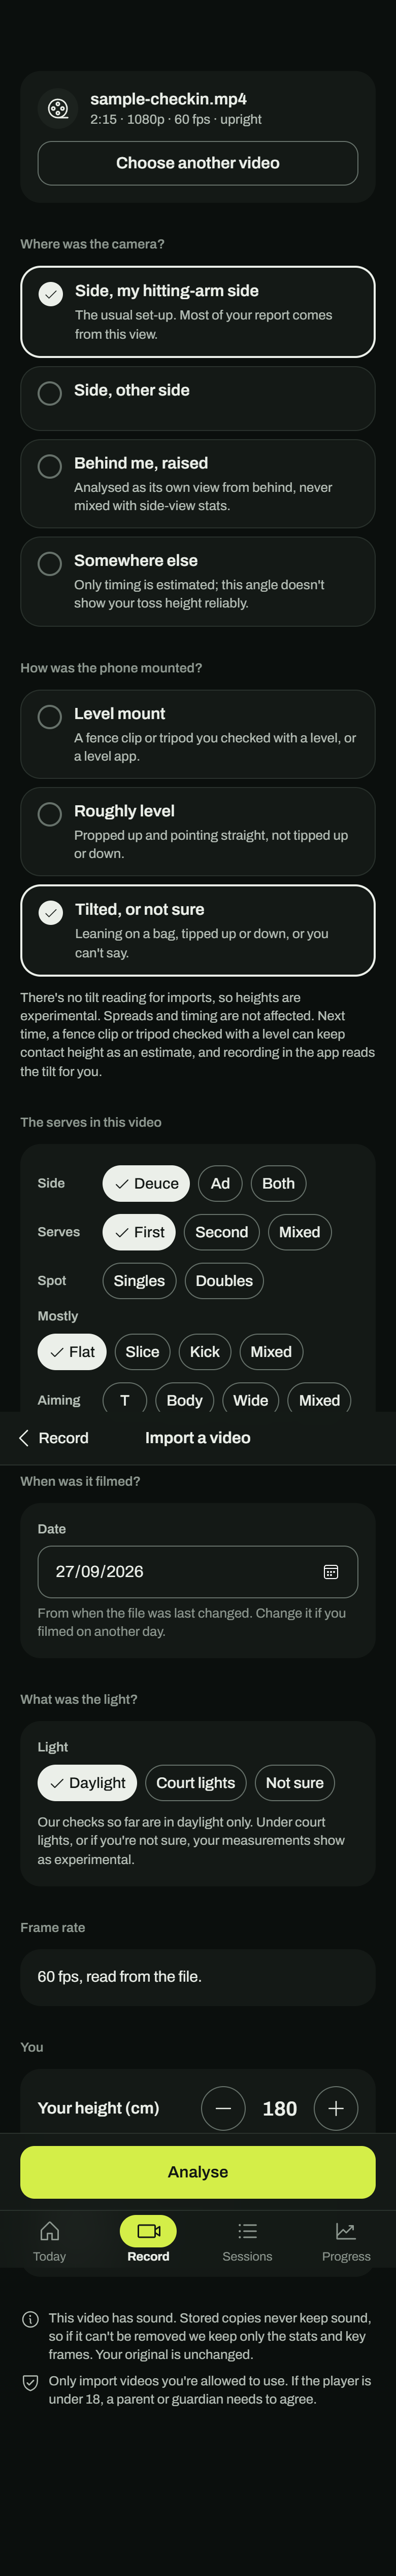 sample-checkin.mp4
2:15 · 1080p · 60 fps · upright
Choose another video
Where was the camera?
Side, my hitting-arm side
The usual set-up. Most of your report comes
from this view.
Side, other side
Behind me, raised
Analysed as its own view from behind, never
mixed with side-view stats.
Somewhere else
Only timing is estimated; this angle doesn't
show your toss height reliably.
How was the phone mounted?
Level mount
A fence clip or tripod you checked with a level, or
a level app.
Roughly level
Propped up and pointing straight, not tipped up
or down.
Tilted, or not sure
Leaning on a bag, tipped up or down, or you
can't say.
There's no tilt reading for imports, so heights are
experimental. Spreads and timing are not affected. Next
time, a fence clip or tripod checked with a level can keep
contact height as an estimate, and recording in the app reads
the tilt for you.
The serves in this video
Side Deuce Ad Both
Serves First Second Mixed
Spot Singles Doubles
Mostly
Flat Slice Kick Mixed
Aiming T Body Wide Mixed
Record Import a video
When was it filmed?
Date
27/09/2026
From when the file was last changed. Change it if you
filmed on another day.
What was the light?
Light
Daylight Court lights Not sure
Our checks so far are in daylight only. Under court
lights, or if you're not sure, your measurements show
as experimental.
Frame rate
60 fps, read from the file.
You
Your height (cm) 180
Analyse
Today Record Sessions Progress
This video has sound. Stored copies never keep sound,
so if it can't be removed we keep only the stats and key
frames. Your original is unchanged.
Only import videos you're allowed to use. If the player is
under 18, a parent or guardian needs to agree.